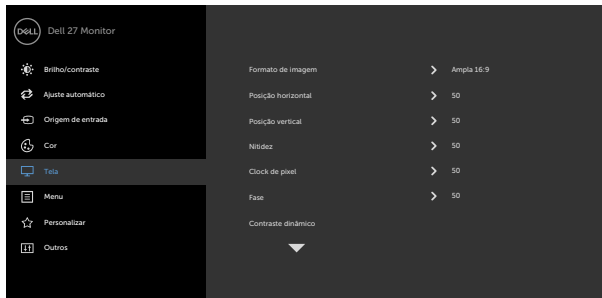 DELL Dell 27 Monitor
Brilho/contraste
Ajuste automático
Origem de entrada
Cor
Tela
Menu
Personalizar
Outros
Formato de imagem Ampla 16:9
Posição horizontal 50
Posição vertical 50
Nitidez 50
Clock de pixel 50
Fase 50
Contraste dinâmico